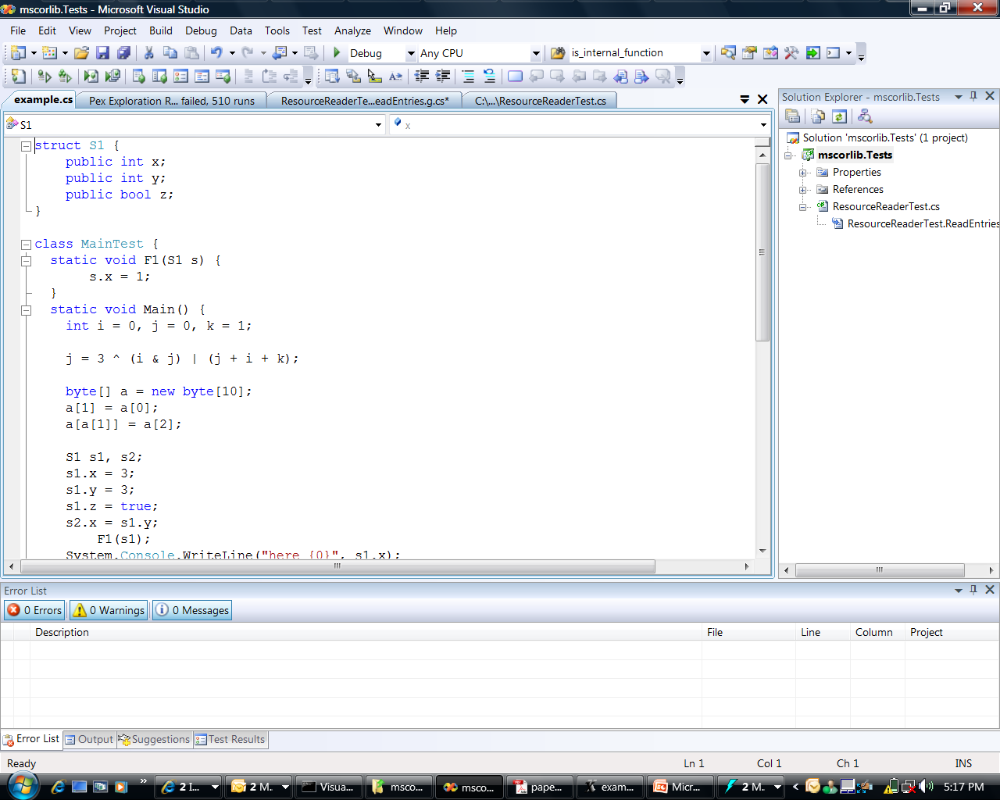 mscorlib.Tests - Microsoft Visual Studio
File Edit View Project Build Debug Data Tools Test Analyze Window Help
Debug Any CPU is_internal_function
example.cs Pex Exploration R... failed, 510 runs ResourceReaderTe...eadEntries.g.cs* C:\...\ResourceReaderTest.cs
S1 x
struct S1 {
public int x;
public int y;
public bool z;
}
class MainTest {
static void F1(S1 s) {
s.x = 1;
}
static void Main() {
int i = 0, j = 0, k = 1;
j = 3 ^ (i & j) | (j + i + k);
byte[] a = new byte[10];
a[1] = a[0];
a[a[1]] = a[2];
S1 s1, s2;
s1.x = 3;
s1.y = 3;
s1.z = true;
s2.x = s1.y;
F1(s1);
System.Console.WriteLine("here {0}", s1.x);
Solution Explorer - mscorlib.Tests
Solution 'mscorlib.Tests' (1 project)
mscorlib.Tests
Properties
References
ResourceReaderTest.cs
ResourceReaderTest.ReadEntries
Error List
0 Errors 0 Warnings 0 Messages
Description File Line Column Project
Error List Output Suggestions Test Results
Ready Ln 1 Col 1 Ch 1 INS
2 I... 2 M... Visua... msco... msco... pape... exam... Micr... 2 M... 5:17 PM